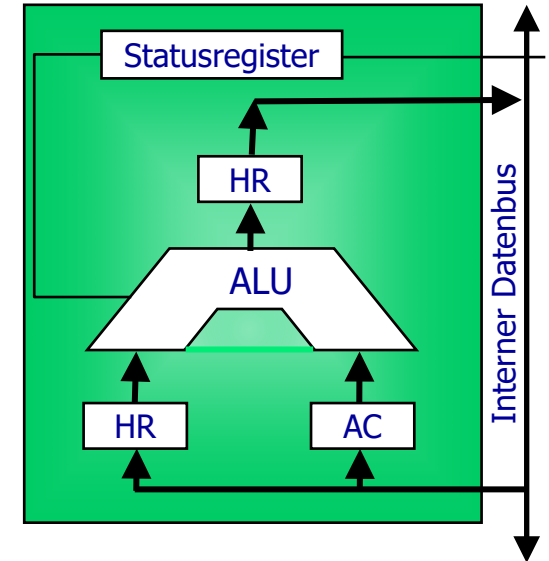 Statusregister
HR
ALU
HR
AC
Interner Datenbus